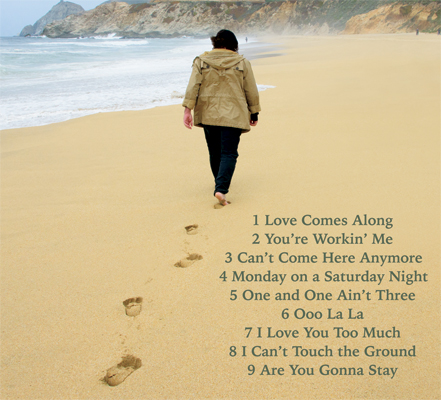 1 Love Comes Along
2 You're Workin' Me
3 Can't Come Here Anymore
4 Monday on a Saturday Night
5 One and One Ain't Three
6 Ooo La La
7 I Love You Too Much
8 I Can't Touch the Ground
9 Are You Gonna Stay